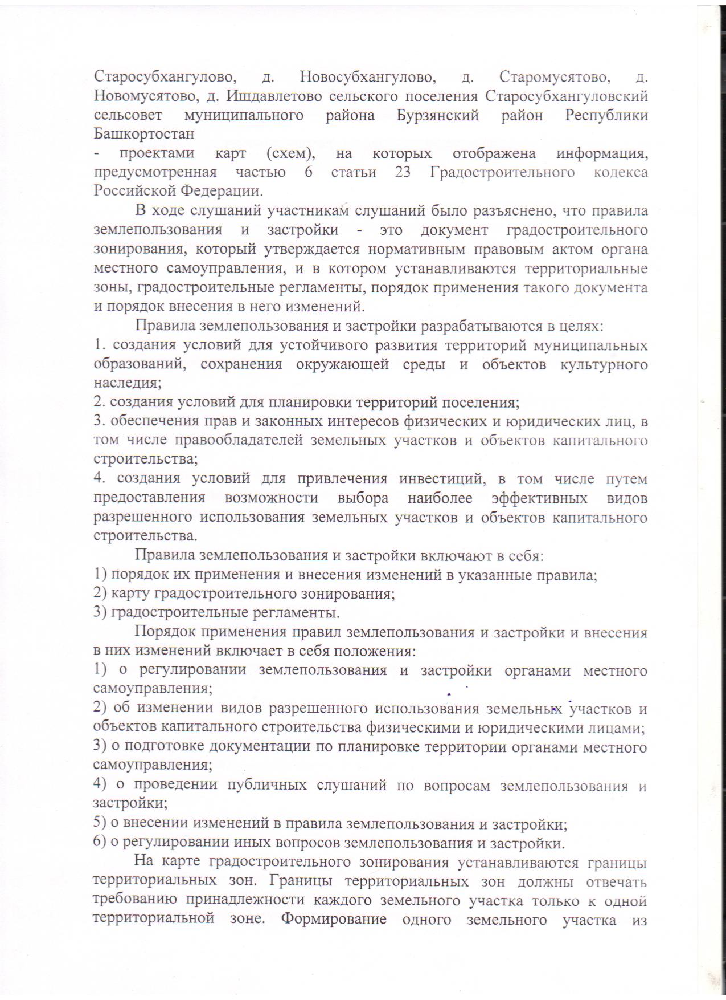 Старосубхангулово, д. Новосубхангулово, д. Старомусятово, д.
Новомусятово, д. Ишдавлетово сельского поселения Старосубхангуловский
сельсовет муниципального района Бурзянский район Республики
Башкортостан
- проектами карт (схем), на которых отображена информация,
предусмотренная частью 6 статьи 23 Градостроительного кодекса
Российской Федерации.
В ходе слушаний участникам слушаний было разъяснено, что правила
землепользования и застройки - это документ градостроительного
зонирования, который утверждается нормативным правовым актом органа
местного самоуправления, и в котором устанавливаются территориальные
зоны, градостроительные регламенты, порядок применения такого документа
и порядок внесения в него изменений.
Правила землепользования и застройки разрабатываются в целях:
1. создания условий для устойчивого развития территорий муниципальных
образований, сохранения окружающей среды и объектов культурного
наследия;
2. создания условий для планировки территорий поселения;
3. обеспечения прав и законных интересов физических и юридических лиц, в
том числе правообладателей земельных участков и объектов капитального
строительства;
4. создания условий для привлечения инвестиций, в том числе путем
предоставления возможности выбора наиболее эффективных видов
разрешенного использования земельных участков и объектов капитального
строительства.
Правила землепользования и застройки включают в себя:
1) порядок их применения и внесения изменений в указанные правила;
2) карту градостроительного зонирования;
3) градостроительные регламенты.
Порядок применения правил землепользования и застройки и внесения
в них изменений включает в себя положения:
1) о регулировании землепользования и застройки органами местного
самоуправления;
2) об изменении видов разрешенного использования земельных участков и
объектов капитального строительства физическими и юридическими лицами;
3) о подготовке документации по планировке территории органами местного
самоуправления;
4) о проведении публичных слушаний по вопросам землепользования и
застройки;
5) о внесении изменений в правила землепользования и застройки;
6) о регулировании иных вопросов землепользования и застройки.
На карте градостроительного зонирования устанавливаются границы
территориальных зон. Границы территориальных зон должны отвечать
требованию принадлежности каждого земельного участка только к одной
территориальной зоне. Формирование одного земельного участка из